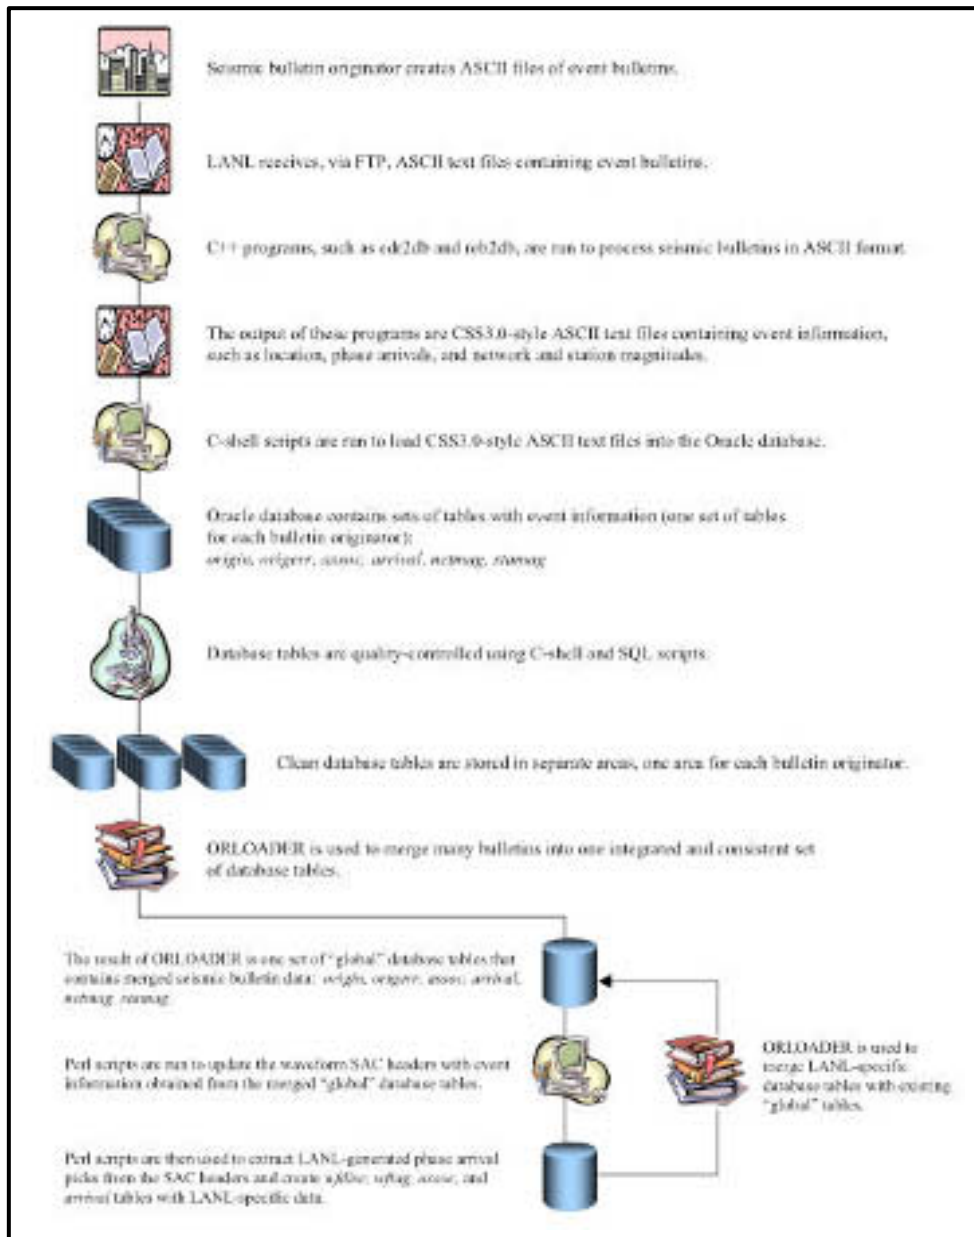 Seismic bulletin originator creates ASCII files of event bulletins.
LANL receives, via FTP, ASCII text files containing event bulletins.
C++ programs, such as edr2db and reb2db, are run to process seismic bulletins in ASCII format.
The output of these programs are CSS3.0-style ASCII text files containing event information,
such as location, phase arrivals, and network and station magnitudes.
C-shell scripts are run to load CSS3.0-style ASCII text files into the Oracle database.
Oracle database contains sets of tables with event information (one set of tables
for each bulletin originator):
origin, origerr, assoc, arrival, netmag, stamag
Database tables are quality-controlled using C-shell and SQL scripts.
Clean database tables are stored in separate areas, one area for each bulletin originator.
ORLOADER is used to merge many bulletins into one integrated and consistent set
of database tables.
The result of ORLOADER is one set of "global" database tables that
contains merged seismic bulletin data: origin, origerr, assoc, arrival,
netmag, stamag
Perl scripts are run to update the waveform SAC headers with event
information obtained from the merged "global" database tables.
ORLOADER is used to
merge LANL-specific
database tables with existing
"global" tables.
Perl scripts are then used to extract LANL-generated phase arrival
picks from the SAC headers and create wfdisc, wftag, assoc, and
arrival tables with LANL-specific data.